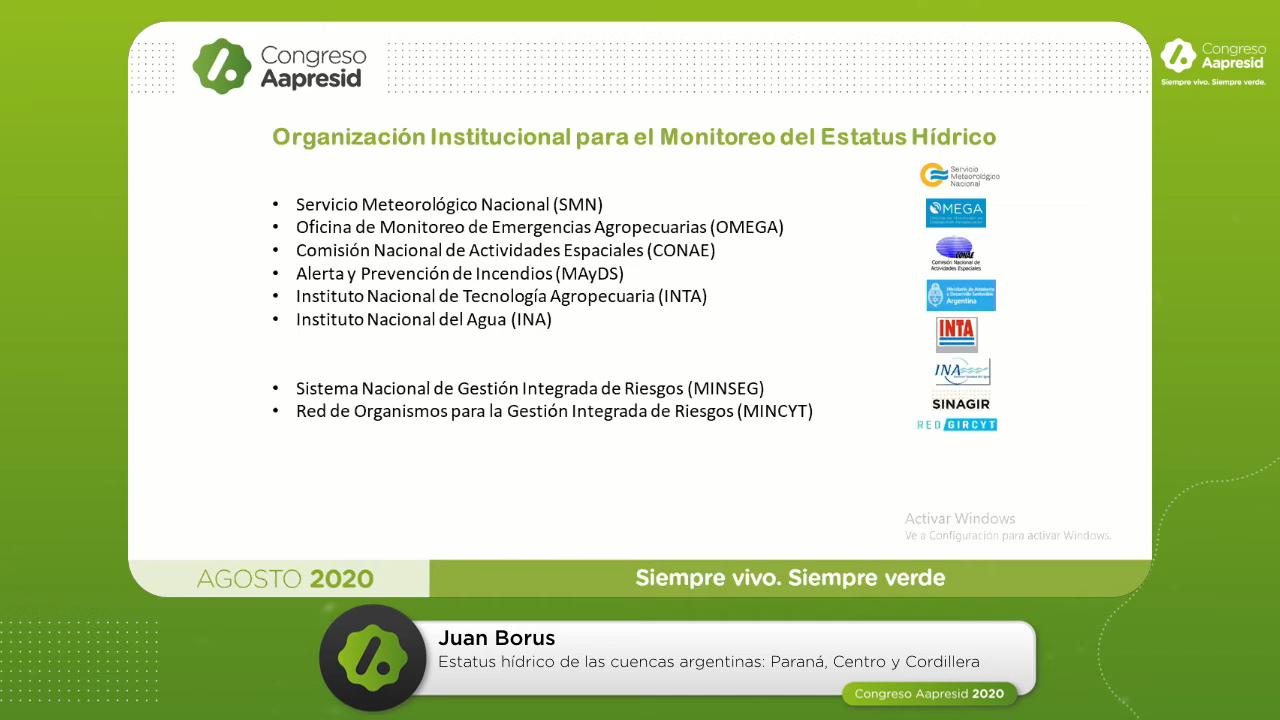 Congreso
Aapresid
Congreso
Aapresid
Siempre vivo. Siempre verde.
Organización Institucional para el Monitoreo del Estatus Hídrico
• Servicio Meteorológico Nacional (SMN)
• Oficina de Monitoreo de Emergencias Agropecuarias (OMEGA)
• Comisión Nacional de Actividades Espaciales (CONAE)
• Alerta y Prevención de Incendios (MAyDS)
• Instituto Nacional de Tecnología Agropecuaria (INTA)
• Instituto Nacional del Agua (INA)
• Sistema Nacional de Gestión Integrada de Riesgos (MINSEG)
• Red de Organismos para la Gestión Integrada de Riesgos (MINCYT)
Servicio
Meteorológico
Nacional
OMEGA
CONAE
Comisión Nacional de
Actividades Espaciales
Ministerio de Ambiente
y Desarrollo Sostenible
Argentina
INTA
INA
SINAGIR
RED GIRCYT
Activar Windows
Ve a Configuración para activar Windows.
AGOSTO 2020
Siempre vivo. Siempre verde
Juan Borus
Estatus hídrico de las cuencas argentinas: Paraná, Centro y Cordillera
Congreso Aapresid 2020